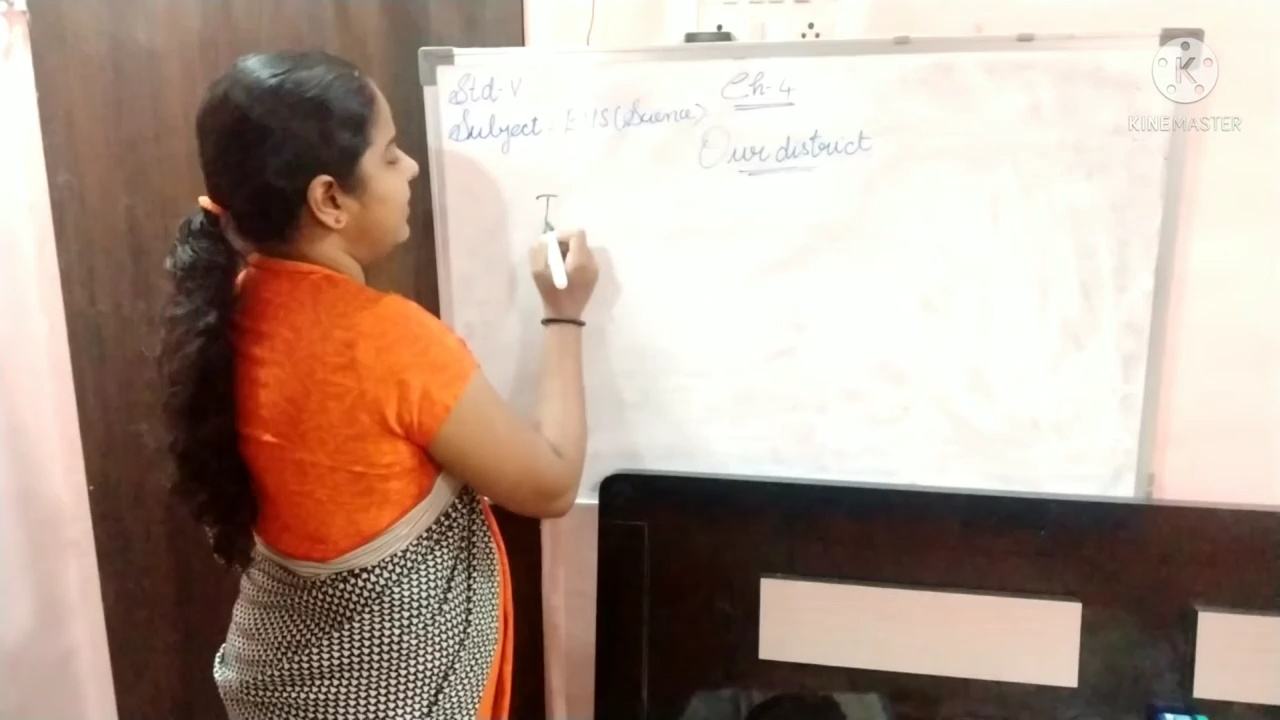 Std-V
Ch-4
Subject - EVS (Science)
Our district
I
K
KINEMASTER